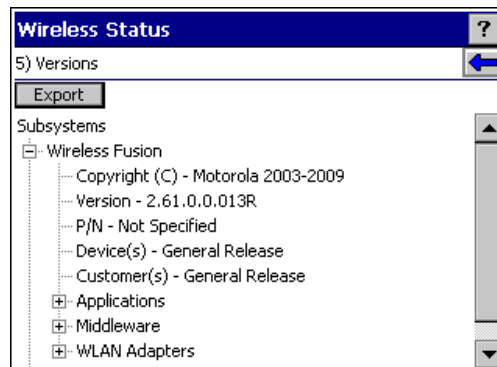 Wireless Status ?
5) Versions
Export
Subsystems
Wireless Fusion
Copyright (C) - Motorola 2003-2009
Version - 2.61.0.0.013R
P/N - Not Specified
Device(s) - General Release
Customer(s) - General Release
Applications
Middleware
WLAN Adapters